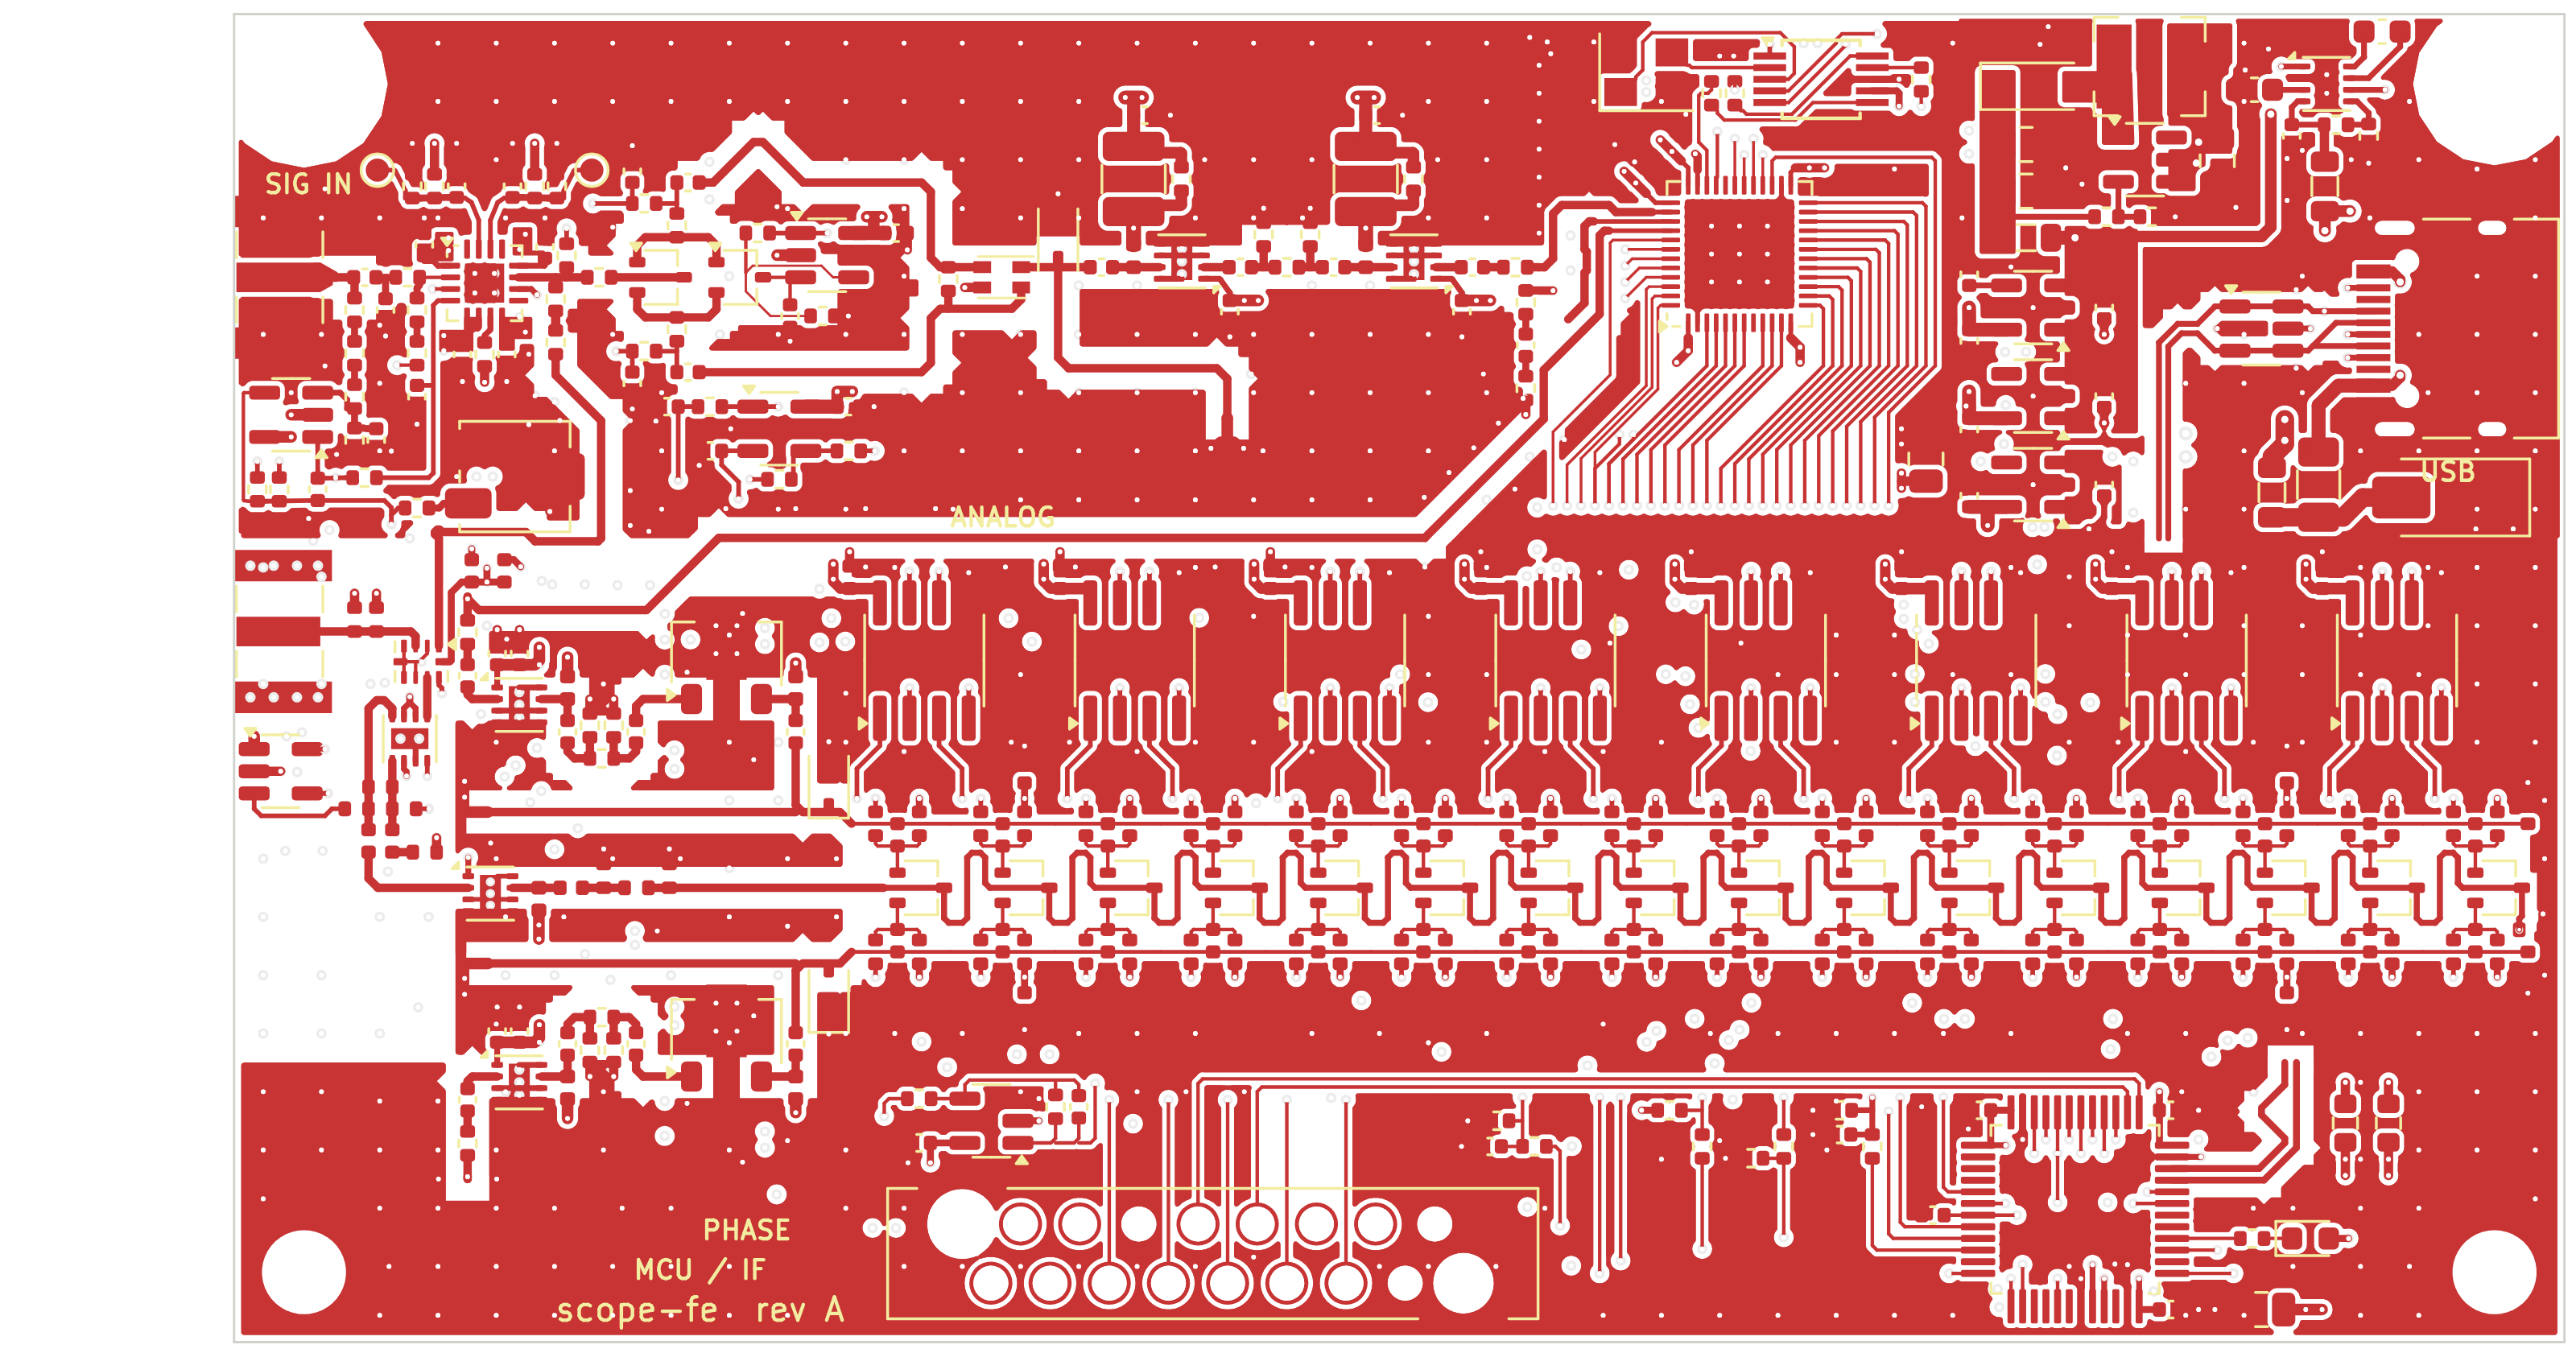 SIG IN
USB
ANALOG
PHASE
MCU / IF
scope-fe rev A